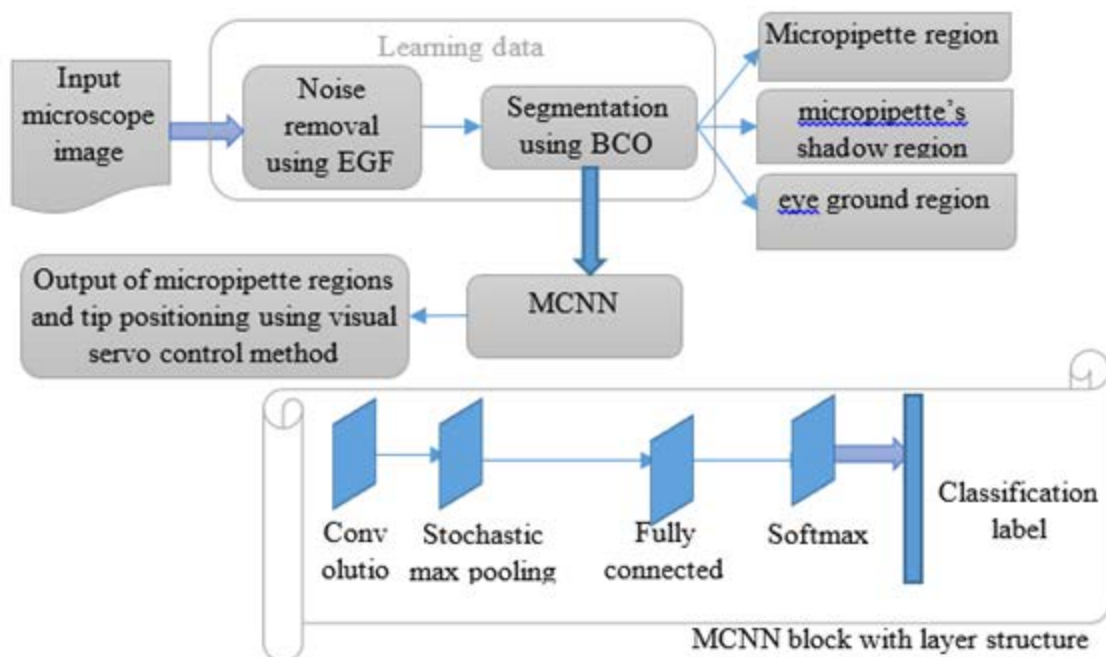 Learning data
Input
microscope
image
Noise
removal
using EGF
Segmentation
using BCO
Micropipette region
micropipette's
shadow region
eye ground region
MCNN
Output of micropipette regions
and tip positioning using visual
servo control method
Conv
olutio
Stochastic
max pooling
Fully
connected
Softmax
Classification
label
MCNN block with layer structure